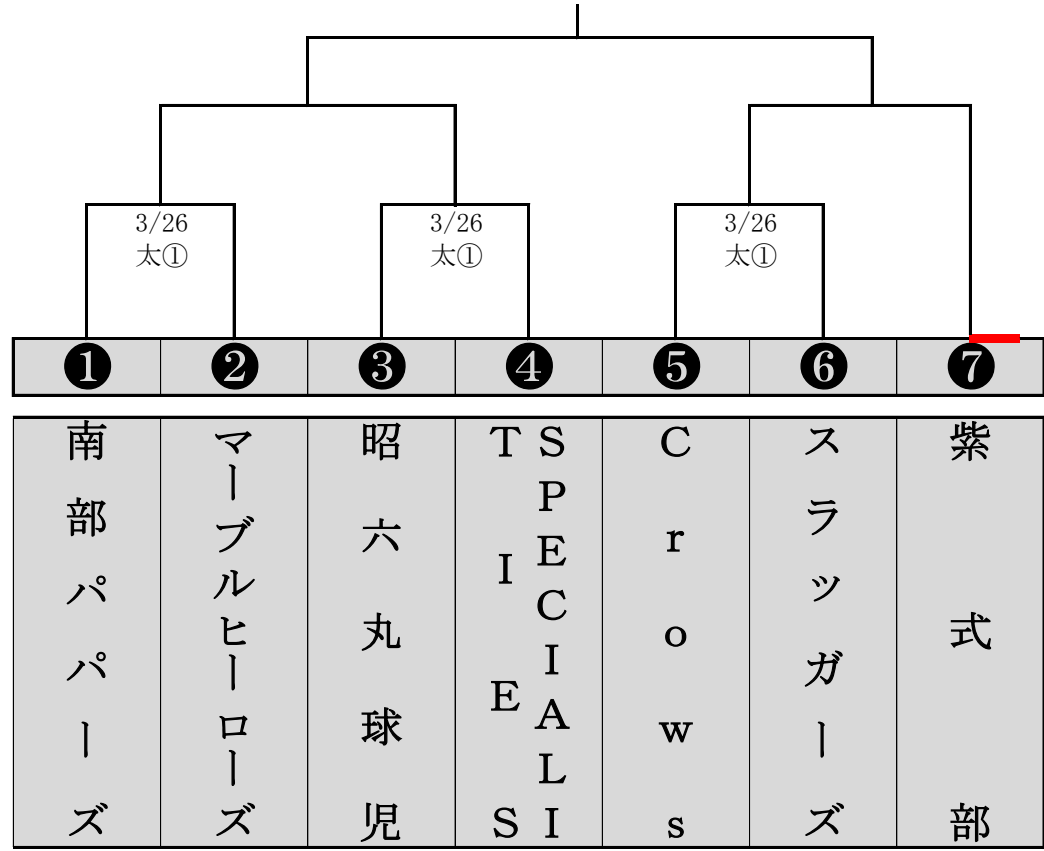 3/26
太①
3/26
太①
3/26
太①
❶
❷
❸
❹
❺
❻
❼
南部パパーズ
マーブルヒーローズ
昭六丸球児
SPECIALI
TIES
Crows
スラッガーズ
紫式部